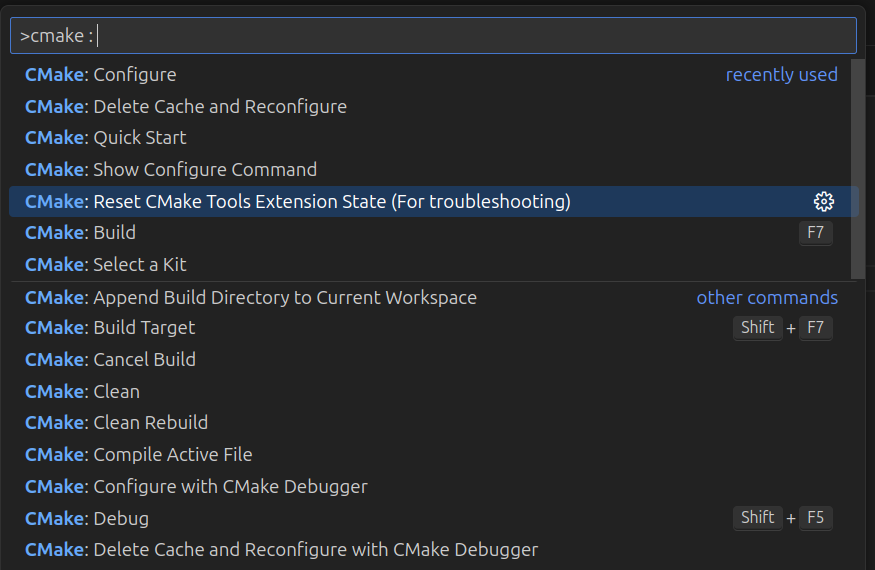 >cmake :
CMake: Configure recently used
CMake: Delete Cache and Reconfigure
CMake: Quick Start
CMake: Show Configure Command
CMake: Reset CMake Tools Extension State (For troubleshooting)
CMake: Build F7
CMake: Select a Kit
CMake: Append Build Directory to Current Workspace other commands
CMake: Build Target Shift + F7
CMake: Cancel Build
CMake: Clean
CMake: Clean Rebuild
CMake: Compile Active File
CMake: Configure with CMake Debugger
CMake: Debug Shift + F5
CMake: Delete Cache and Reconfigure with CMake Debugger